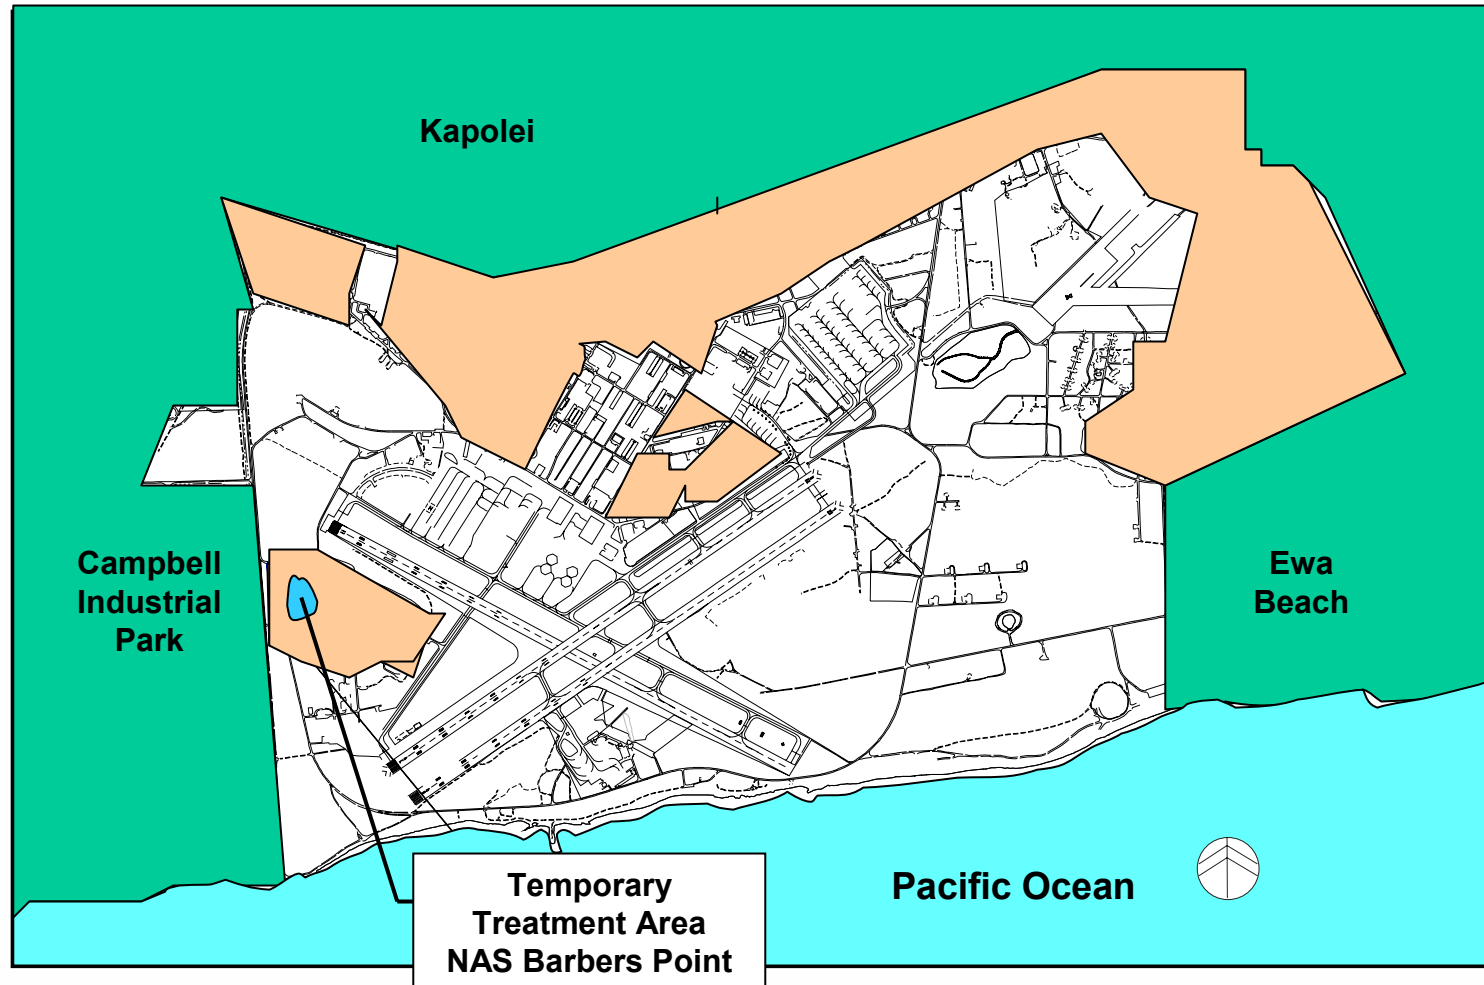 Kapolei
Campbell
Industrial
Park
Ewa
Beach
Pacific Ocean
Temporary
Treatment Area
NAS Barbers Point